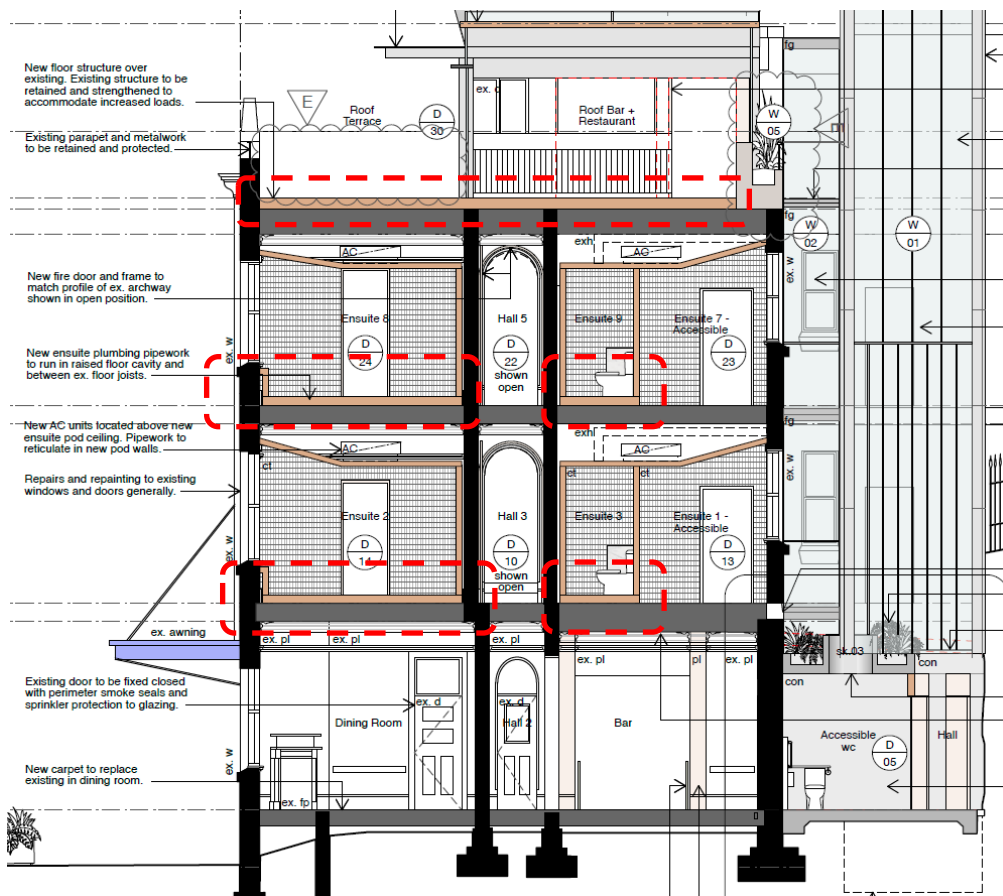 New floor structure over
existing. Existing structure to be
retained and strengthened to
accommodate increased loads.
Existing parapet and metalwork
to be retained and protected.
New fire door and frame to
match profile of ex. archway
shown in open position.
New ensuite plumbing pipework
to run in raised floor cavity and
between ex. floor joists.
New AC units located above new
ensuite pod ceiling. Pipework to
reticulate in new pod walls.
Repairs and repainting to existing
windows and doors generally.
ex. awning
Existing door to be fixed closed
with perimeter smoke seals and
sprinkler protection to glazing.
New carpet to replace
existing in dining room.
E
Roof
Terrace
D
30
ex. d
Roof Bar +
Restaurant
W
05
E
fg
fg
W
02
W
01
AC
exh
AC
ex. w
Ensuite 8
D
24
Hall 5
D
22
shown
open
Ensuite 9
Ensuite 7 -
Accessible
D
23
ex. w
ex. w
AC
exh
AC
fg
ct
ct
ct
Ensuite 2
D
14
Hall 3
D
10
shown
open
Ensuite 3
Ensuite 1 -
Accessible
D
13
ex. w
ex. w
ex. pl
ex. pl
ex. pl
ex. pl
ex. pl
pl
ex. pl
sk.03
con
con
ex. w
Dining Room
ex. d
ex. d
Hall 2
Bar
ex. fp
Accessible
wc
D
05
Hall